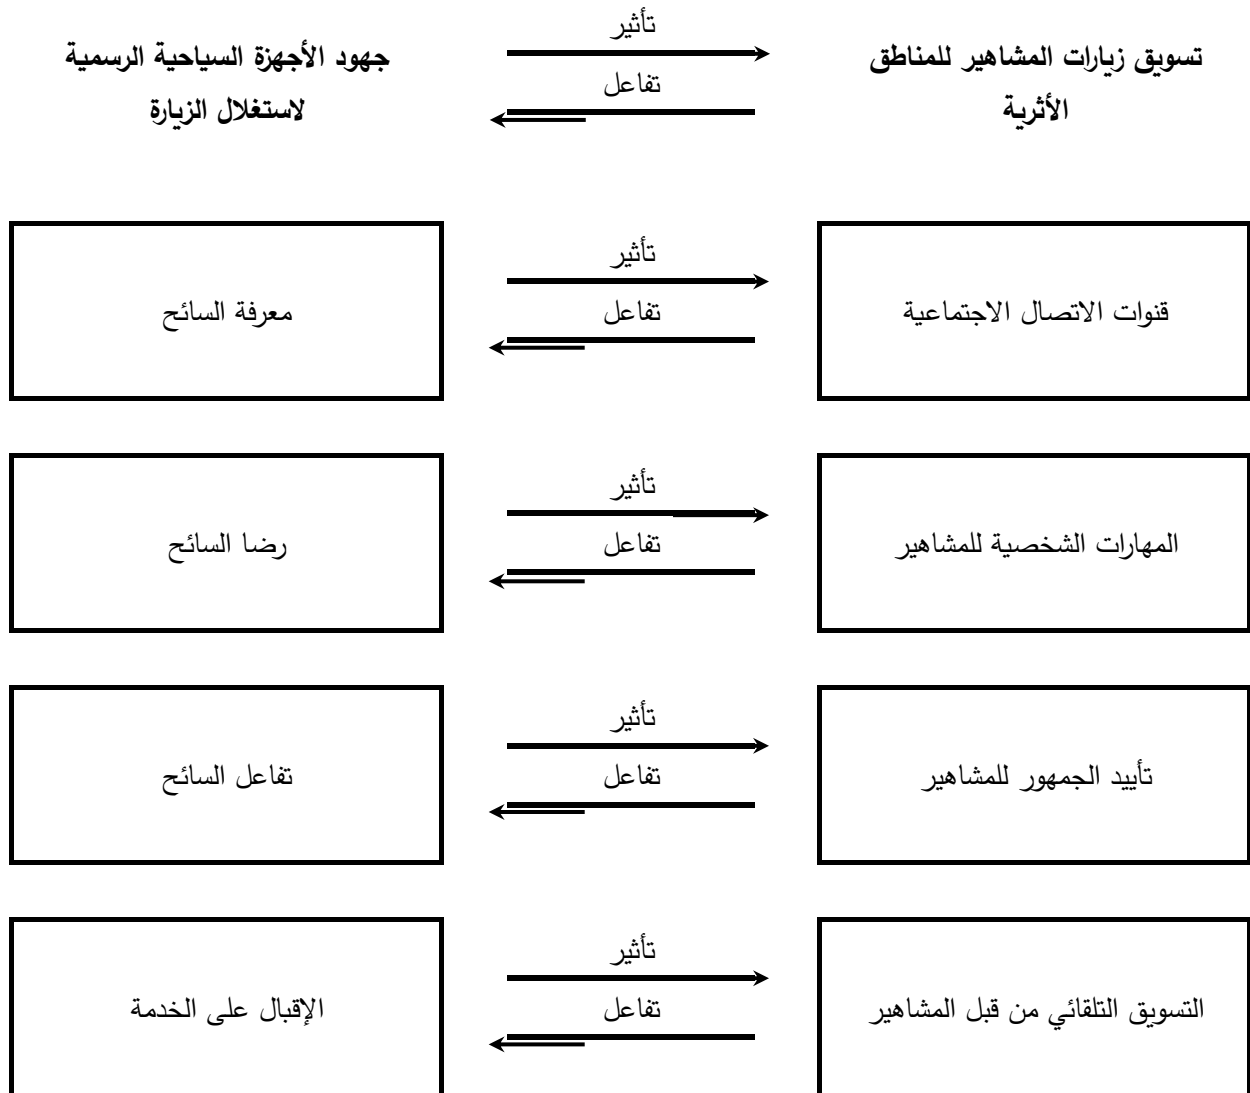 تسويق زيارات المشاهير للمناطق
الأثرية
تأثير
تفاعل
جهود الأجهزة السياحية الرسمية
لاستغلال الزيارة
قنوات الاتصال الاجتماعية
تأثير
تفاعل
معرفة السائح
المهارات الشخصية للمشاهير
تأثير
تفاعل
رضا السائح
تأييد الجمهور للمشاهير
تأثير
تفاعل
تفاعل السائح
التسويق التلقائي من قبل المشاهير
تأثير
تفاعل
الإقبال على الخدمة